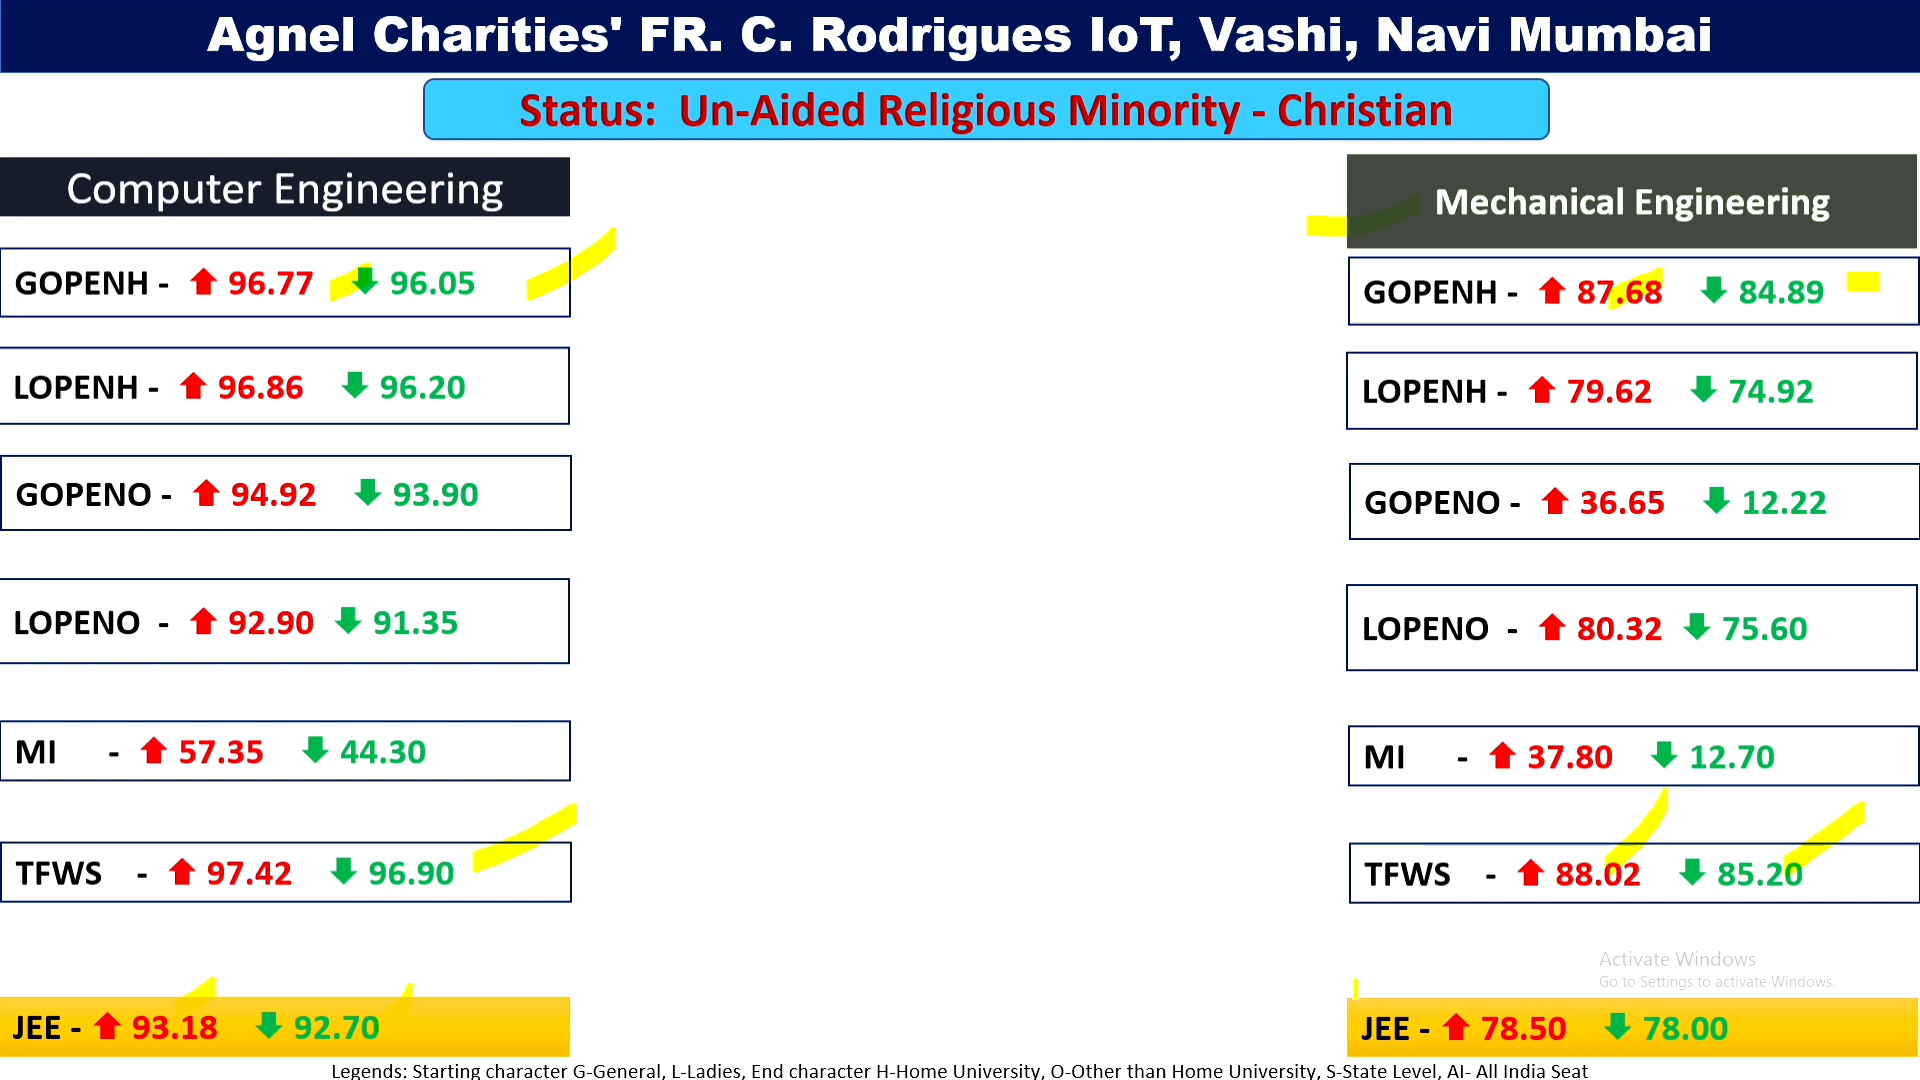 Agnel Charities' FR. C. Rodrigues IoT, Vashi, Navi Mumbai
Status: Un-Aided Religious Minority - Christian
Computer Engineering
GOPENH - 96.77 96.05
LOPENH - 96.86 96.20
GOPENO - 94.92 93.90
LOPENO - 92.90 91.35
MI - 57.35 44.30
TFWS - 97.42 96.90
JEE - 93.18 92.70
Mechanical Engineering
GOPENH - 87.68 84.89
LOPENH - 79.62 74.92
GOPENO - 36.65 12.22
LOPENO - 80.32 75.60
MI - 37.80 12.70
TFWS - 88.02 85.20
Activate Windows
Go to Settings to activate Windows.
JEE - 78.50 78.00
Legends: Starting character G-General, L-Ladies, End character H-Home University, O-Other than Home University, S-State Level, AI- All India Seat